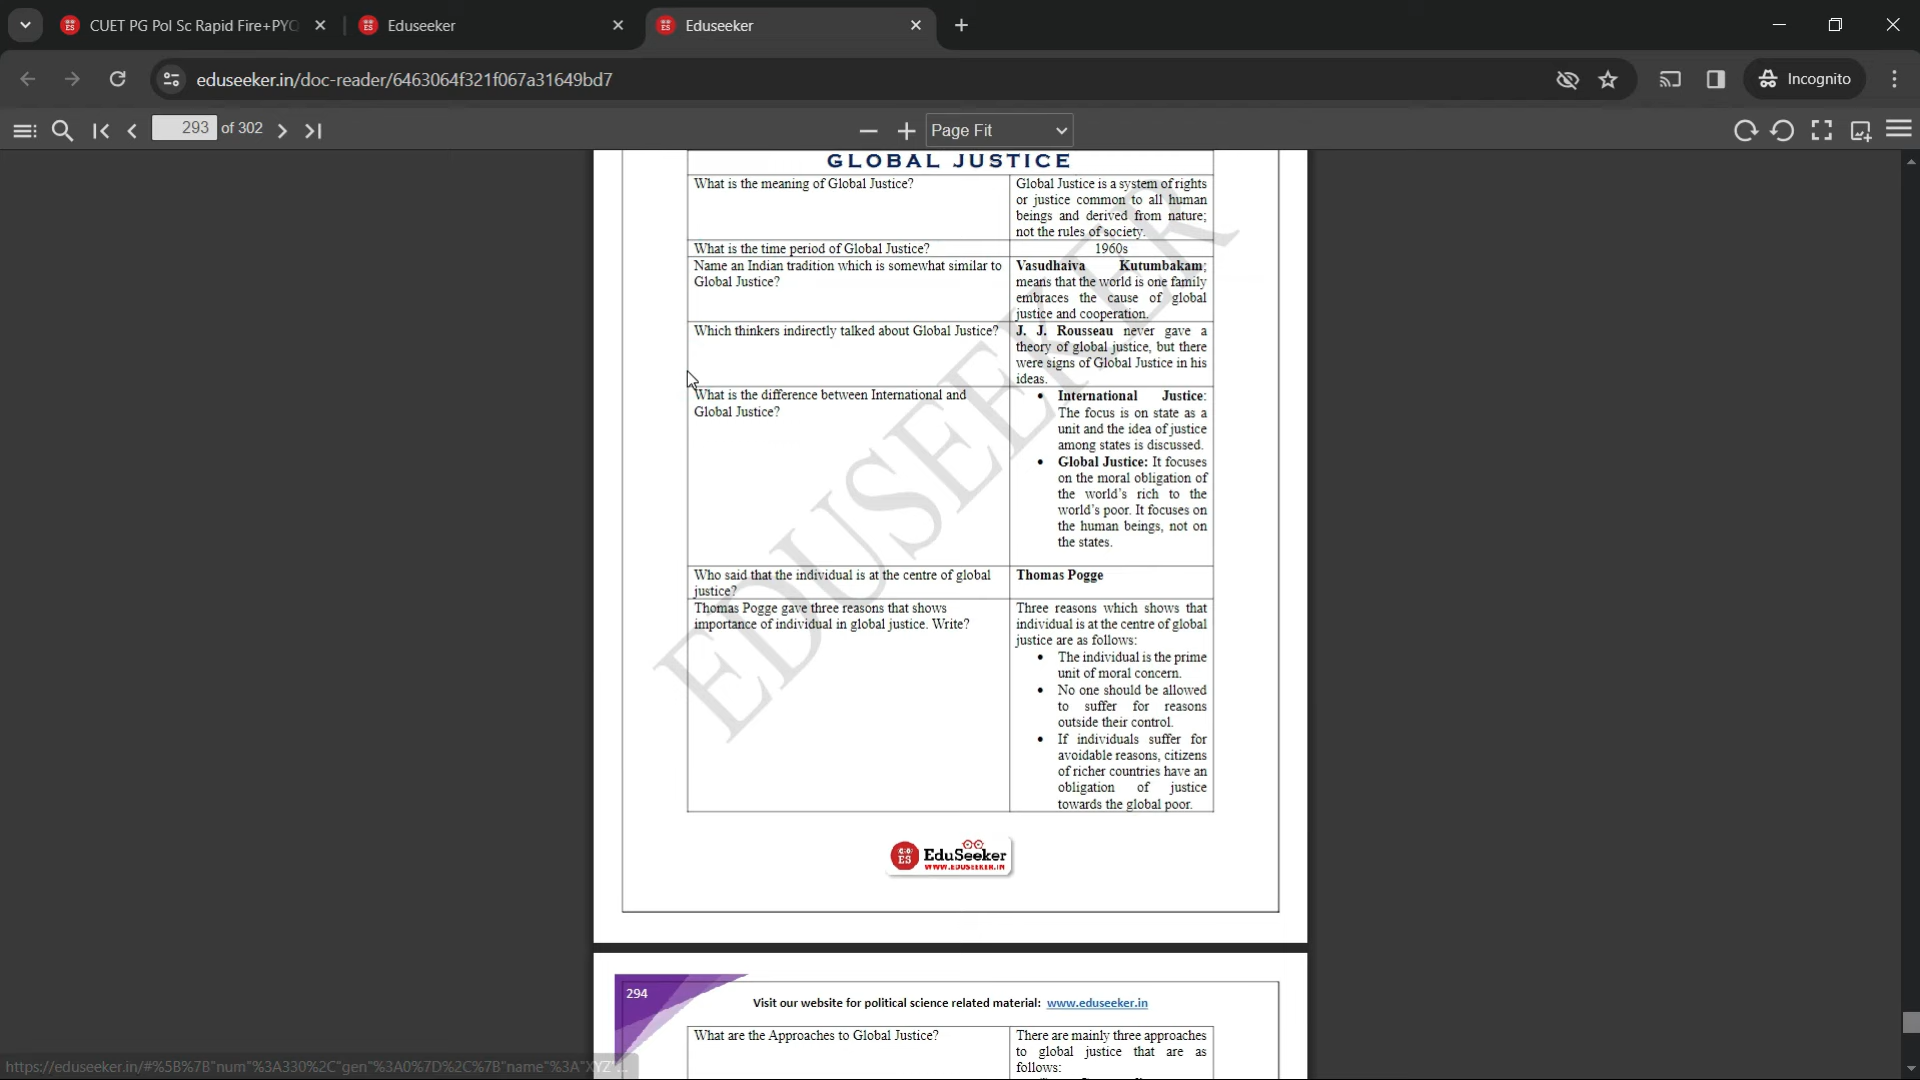 CUET PG Pol Sc Rapid Fire+PYQ
Eduseeker
Eduseeker
eduseeker.in/doc-reader/6463064f321f067a31649bd7
Incognito
293 of 302
Page Fit
GLOBAL JUSTICE
What is the meaning of Global Justice?
Global Justice is a system of rights
or justice common to all human
beings and derived from nature;
not the rules of society.
What is the time period of Global Justice?
1960s
Name an Indian tradition which is somewhat similar to
Global Justice?
Vasudhaiva Kutumbakam;
means that the world is one family
embraces the cause of global
justice and cooperation.
Which thinkers indirectly talked about Global Justice?
J. J. Rousseau never gave a
theory of global justice, but there
were signs of Global Justice in his
ideas.
What is the difference between International and
Global Justice?
• International Justice:
The focus is on state as a
unit and the idea of justice
among states is discussed.
• Global Justice: It focuses
on the moral obligation of
the world's rich to the
world's poor. It focuses on
the human beings, not on
the states.
Who said that the individual is at the centre of global
justice?
Thomas Pogge
Thomas Pogge gave three reasons that shows
importance of individual in global justice. Write?
Three reasons which shows that
individual is at the centre of global
justice are as follows:
• The individual is the prime
unit of moral concern.
• No one should be allowed
to suffer for reasons
outside their control.
• If individuals suffer for
avoidable reasons, citizens
of richer countries have an
obligation of justice
towards the global poor.
EDUSEEKER
ES
EduSeeker
WWW.EDUSEEKER.IN
294
Visit our website for political science related material: www.eduseeker.in
What are the Approaches to Global Justice?
There are mainly three approaches
to global justice that are as
follows:
https://eduseeker.in/#%5B%7B"num"%3A330%2C"gen"%3A0%7D%2C%7B"name"%3A"XYZ"...